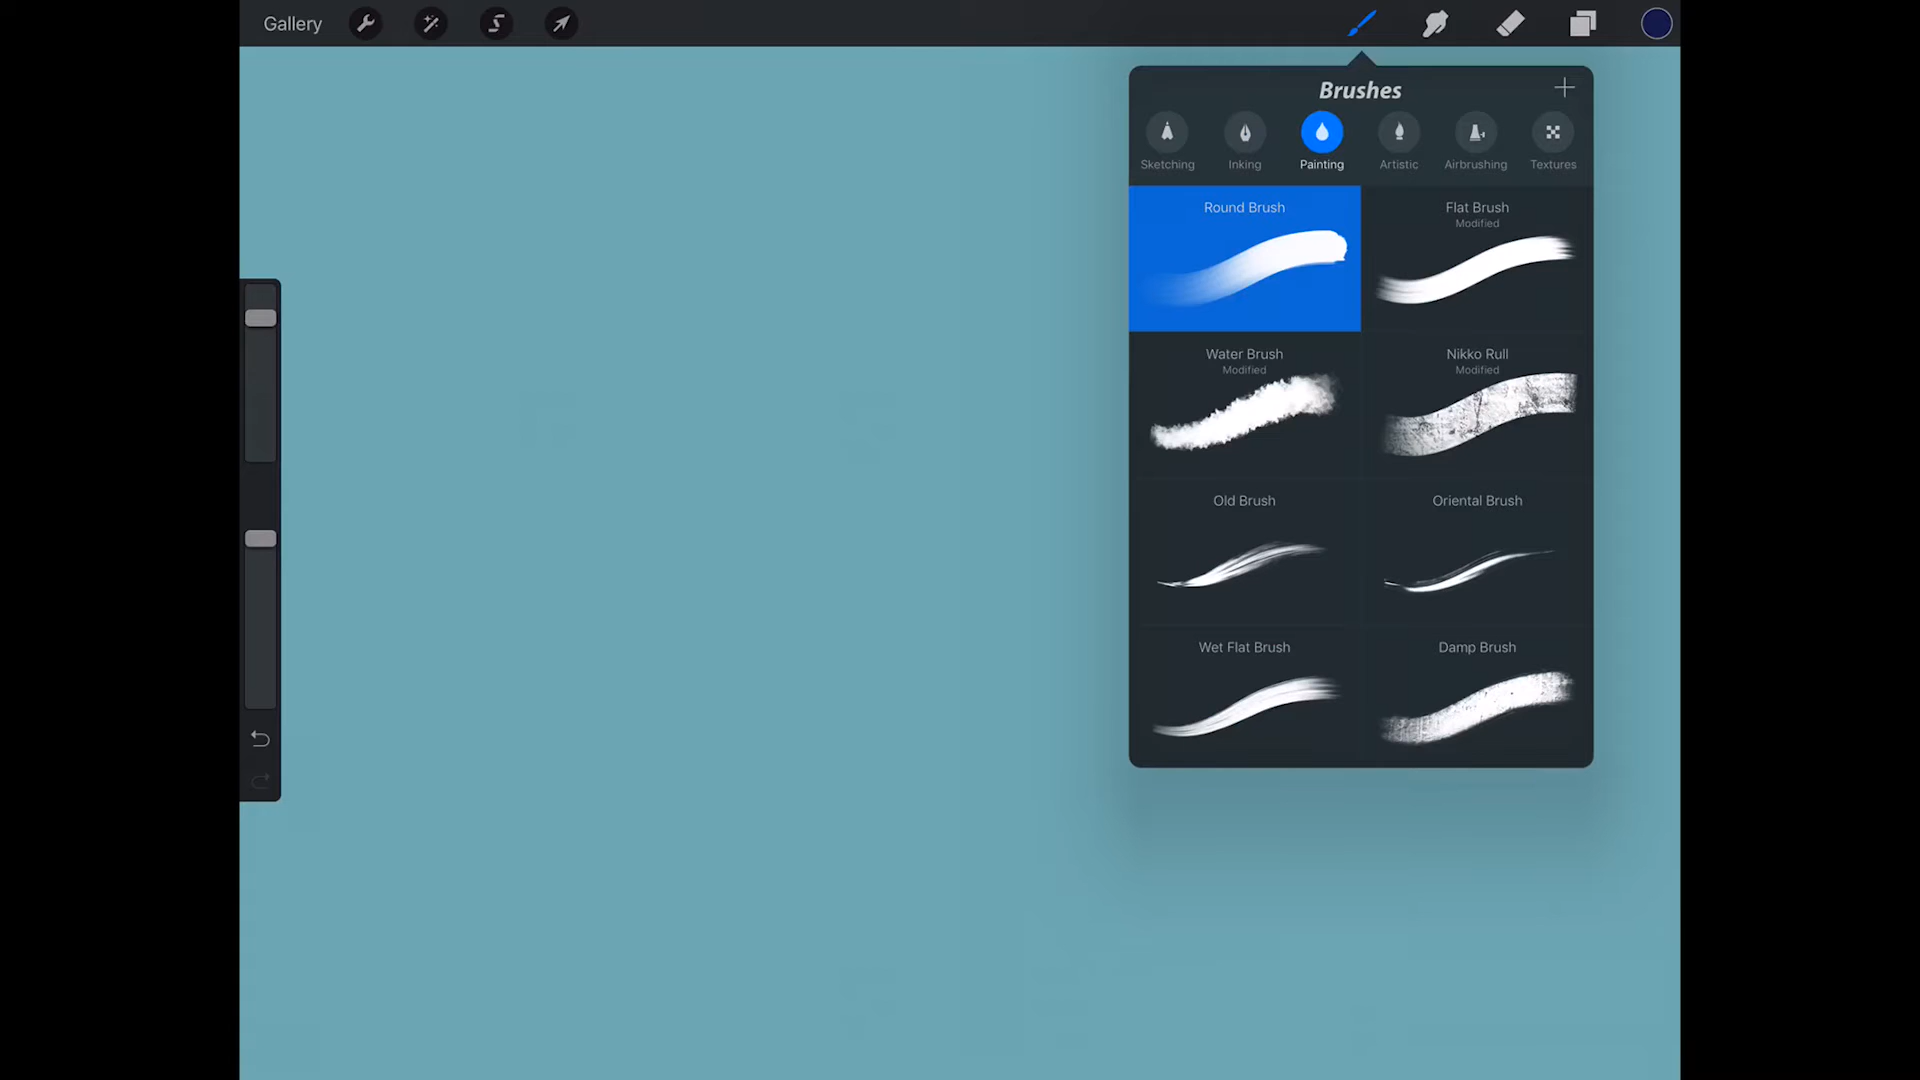 Gallery
Brushes
Sketching Inking Painting Artistic Airbrushing Textures
Round Brush
Flat Brush
Modified
Water Brush
Modified
Nikko Rull
Modified
Old Brush
Oriental Brush
Wet Flat Brush
Damp Brush